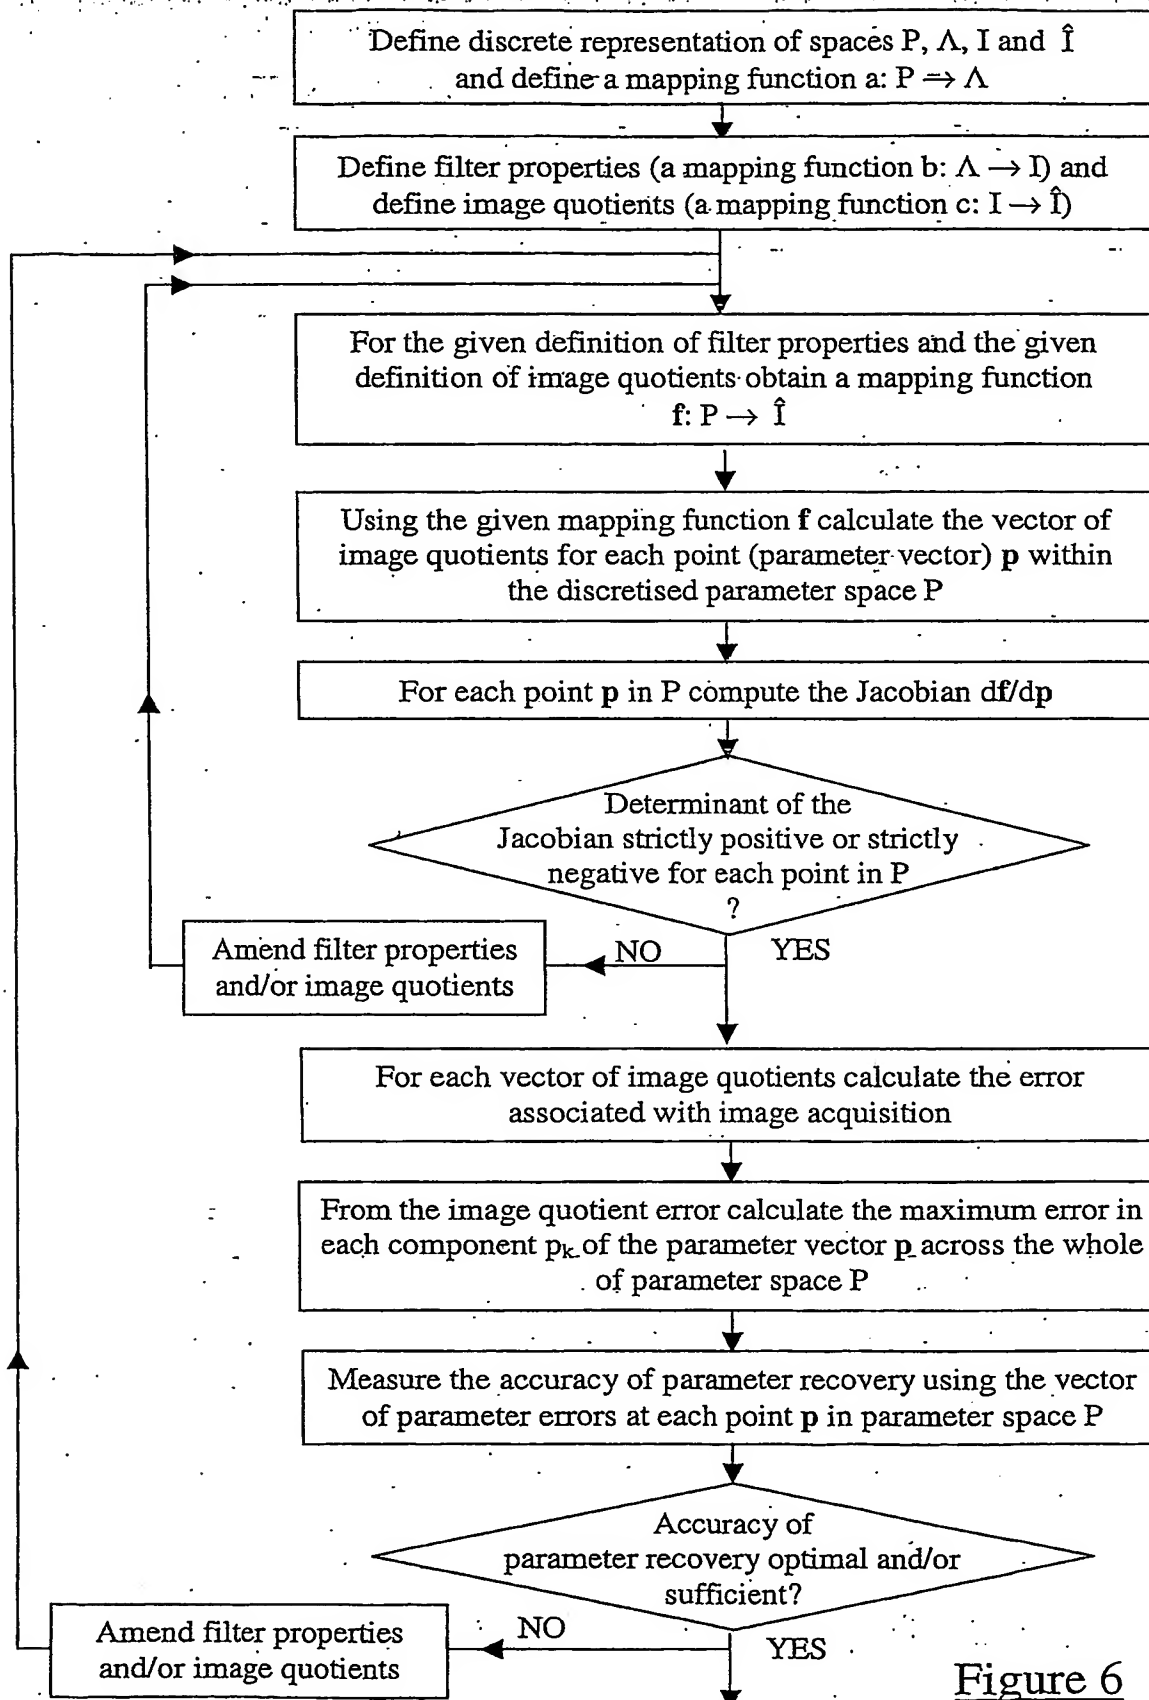 Define discrete representation of spaces P, Λ, I and Î
and define a mapping function a: P → Λ
Define filter properties (a mapping function b: Λ → I) and
define image quotients (a mapping function c: I → Î)
For the given definition of filter properties and the given
definition of image quotients obtain a mapping function
f: P → Î
Using the given mapping function f calculate the vector of
image quotients for each point (parameter vector) p within
the discretised parameter space P
For each point p in P compute the Jacobian df/dp
Determinant of the
Jacobian strictly positive or strictly
negative for each point in P
?
NO
YES
Amend filter properties
and/or image quotients
For each vector of image quotients calculate the error
associated with image acquisition
From the image quotient error calculate the maximum error in
each component pₖ of the parameter vector p across the whole
of parameter space P
Measure the accuracy of parameter recovery using the vector
of parameter errors at each point p in parameter space P
Accuracy of
parameter recovery optimal and/or
sufficient?
NO
YES
Amend filter properties
and/or image quotients
Figure 6